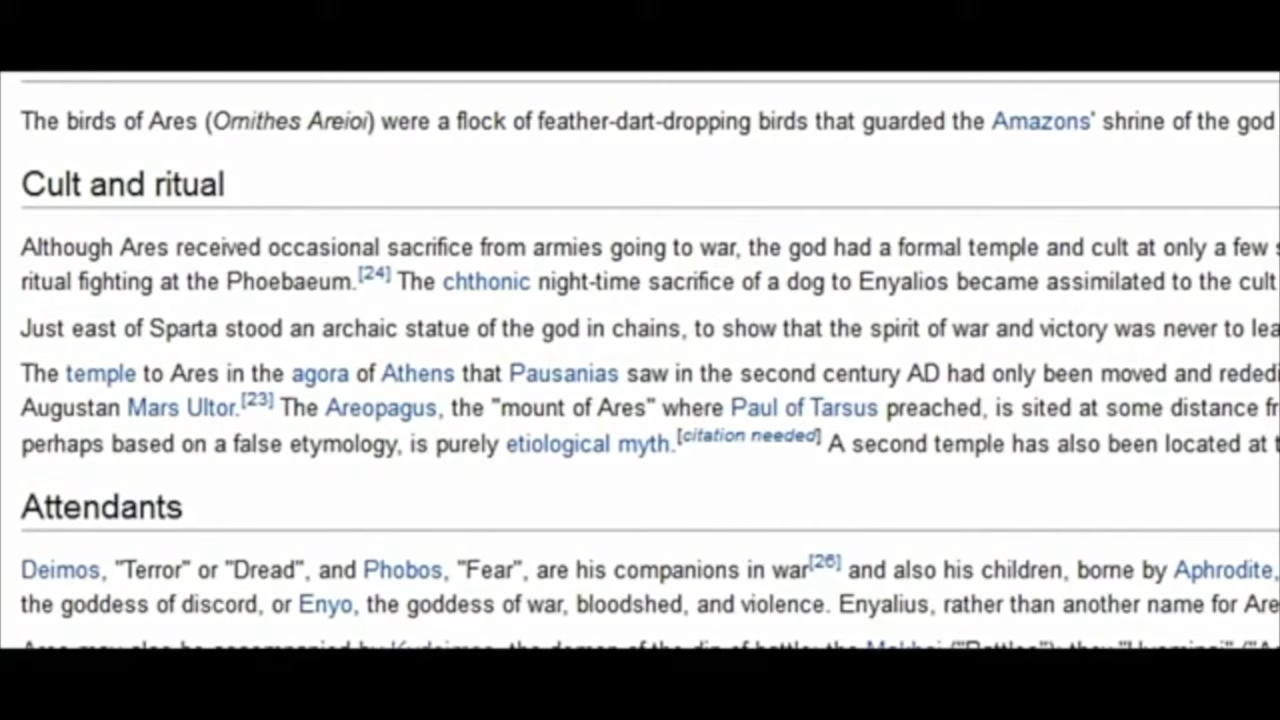 The birds of Ares (Ornithes Areioi) were a flock of feather-dart-dropping birds that guarded the Amazons' shrine of the god
Cult and ritual
Although Ares received occasional sacrifice from armies going to war, the god had a formal temple and cult at only a few
ritual fighting at the Phoebaeum.[24] The chthonic night-time sacrifice of a dog to Enyalios became assimilated to the cult
Just east of Sparta stood an archaic statue of the god in chains, to show that the spirit of war and victory was never to lea
The temple to Ares in the agora of Athens that Pausanias saw in the second century AD had only been moved and rededi
Augustan Mars Ultor.[23] The Areopagus, the "mount of Ares" where Paul of Tarsus preached, is sited at some distance fr
perhaps based on a false etymology, is purely etiological myth.[citation needed] A second temple has also been located at
Attendants
Deimos, "Terror" or "Dread", and Phobos, "Fear", are his companions in war[26] and also his children, borne by Aphrodite,
the goddess of discord, or Enyo, the goddess of war, bloodshed, and violence. Enyalius, rather than another name for Are